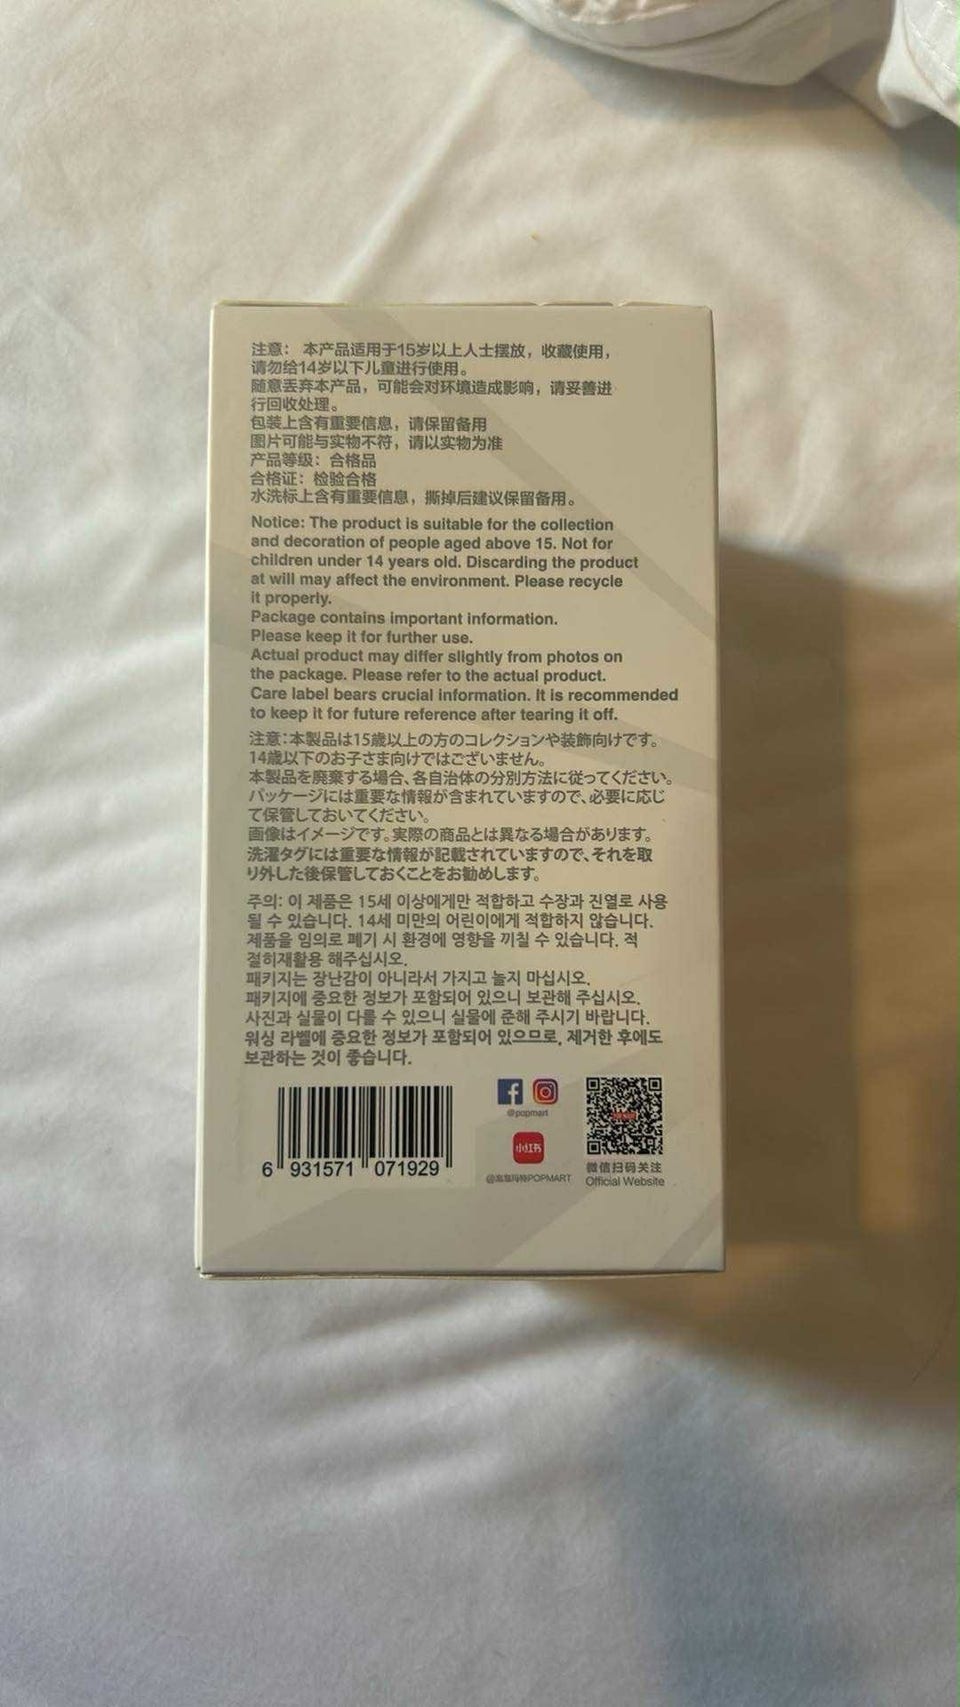 注意： 本产品适用于15岁以上人士摆放，收藏使用，
请勿给14岁以下儿童进行使用。
随意丢弃本产品，可能会对环境造成影响，请妥善进
行回收处理。
包装上含有重要信息，请保留备用
图片可能与实物不符，请以实物为准
产品等级：合格品
合格证：检验合格
水洗标上含有重要信息，撕掉后建议保留备用。
Notice: The product is suitable for the collection
and decoration of people aged above 15. Not for
children under 14 years old. Discarding the product
at will may affect the environment. Please recycle
it properly.
Package contains important information.
Please keep it for further use.
Actual product may differ slightly from photos on
the package. Please refer to the actual product.
Care label bears crucial information. It is recommended
to keep it for future reference after tearing it off.
注意:本製品は15歳以上の方のコレクションや装飾向けです。
14歳以下のお子さま向けではございません。
本製品を廃棄する場合、各自治体の分別方法に従ってください。
パッケージには重要な情報が含まれていますので、必要に応じ
て保管しておいてください。
画像はイメージです。実際の商品とは異なる場合があります。
洗濯タグには重要な情報が記載されていますので、それを取
り外した後保管しておくことをお勧めします。
주의: 이 제품은 15세 이상에게만 적합하고 수장과 진열로 사용
될 수 있습니다. 14세 미만의 어린이에게 적합하지 않습니다.
제품을 임의로 폐기 시 환경에 영향을 끼칠 수 있습니다. 적
절히재활용 해주십시오.
패키지는 장난감이 아니라서 가지고 놀지 마십시오.
패키지에 중요한 정보가 포함되어 있으니 보관해 주십시오.
사진과 실물이 다를 수 있으니 실물에 준해 주시기 바랍니다.
워싱 라벨에 중요한 정보가 포함되어 있으므로, 제거한 후에도
보관하는 것이 좋습니다.
6 931571 071929
@popmart
小红书
@泡泡玛特POPMART
POP MART
微信扫码关注
Official Website